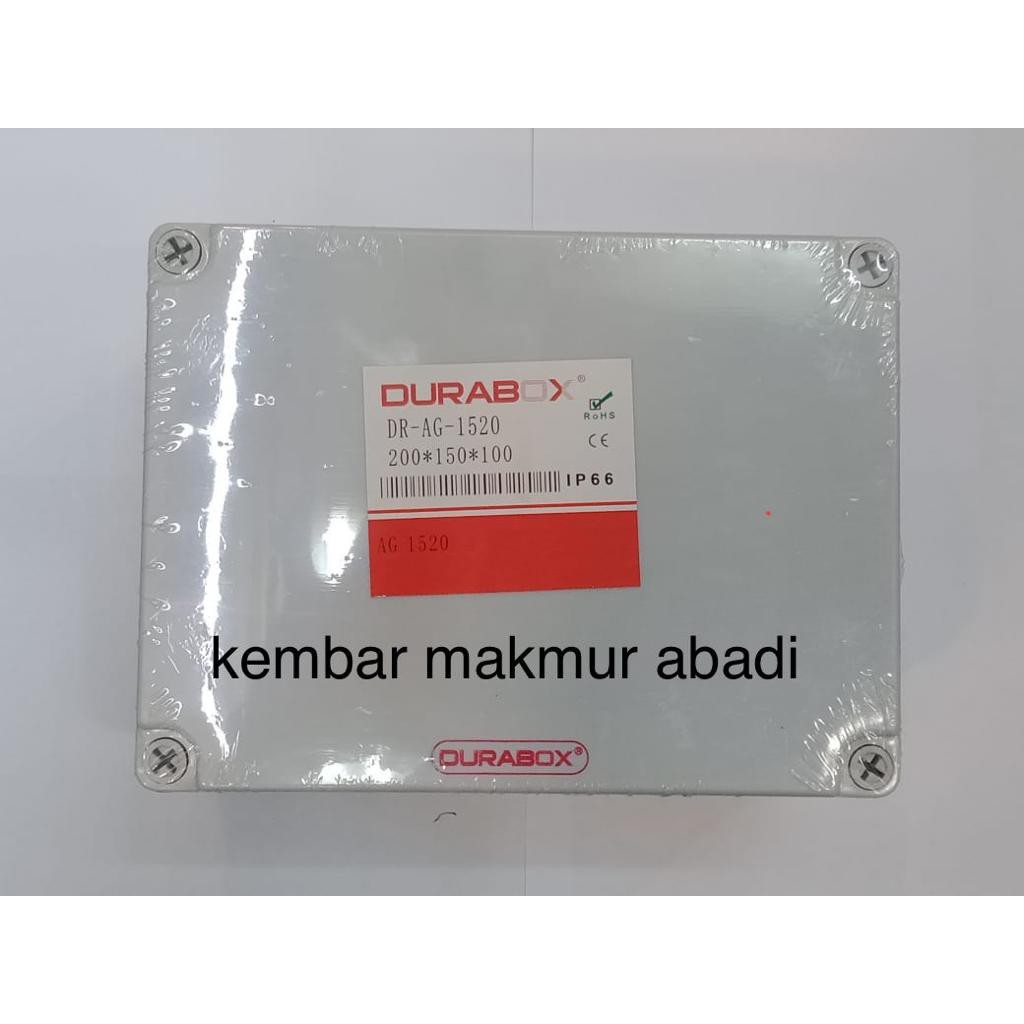 DURABOX®
RoHS
DR-AG-1520
CE
200*150*100
IP66
AG 1520
kembar makmur abadi
DURABOX®